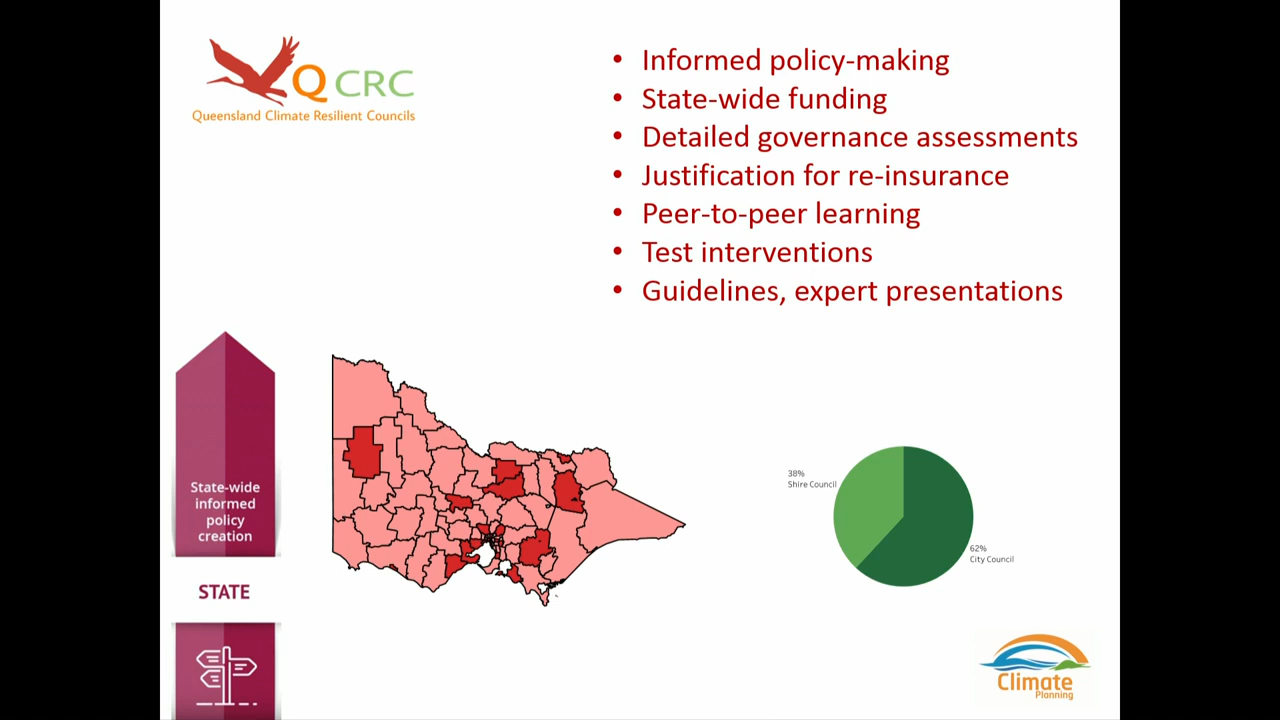 Q CRC
Queensland Climate Resilient Councils
• Informed policy-making
• State-wide funding
• Detailed governance assessments
• Justification for re-insurance
• Peer-to-peer learning
• Test interventions
• Guidelines, expert presentations
State-wide
informed
policy
creation
STATE
38%
Shire Council
62%
City Council
Climate
Planning